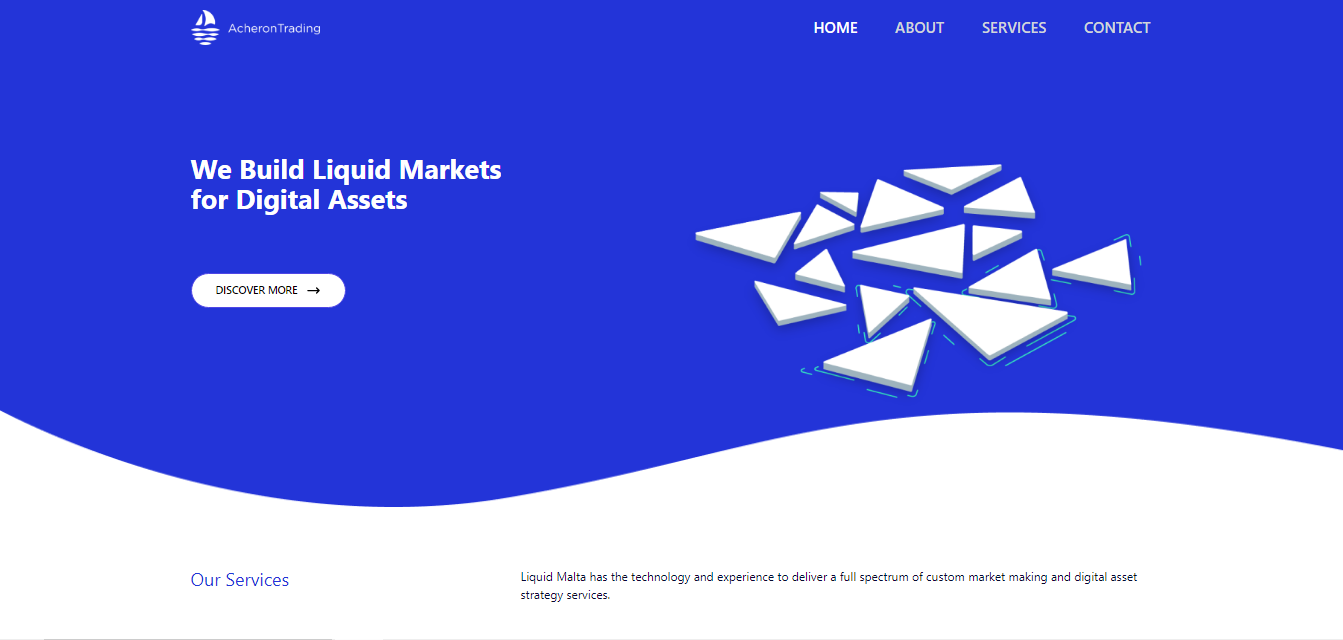 AcheronTrading
HOME ABOUT SERVICES CONTACT
We Build Liquid Markets
for Digital Assets
DISCOVER MORE →
Our Services
Liquid Malta has the technology and experience to deliver a full spectrum of custom market making and digital asset
strategy services.